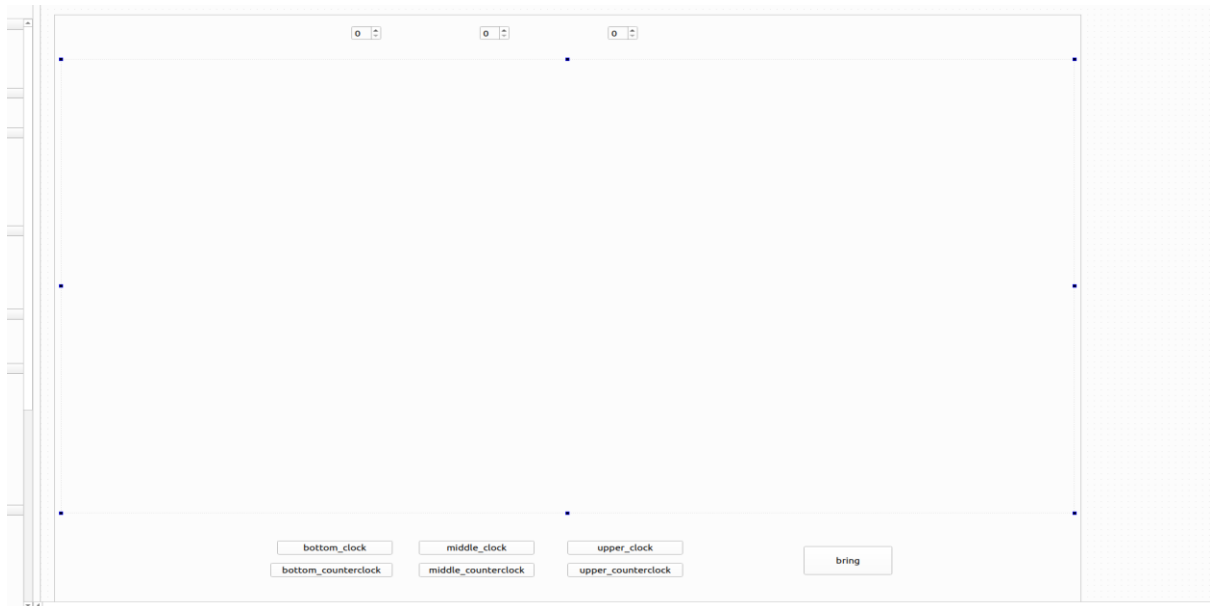 0 0 0
bottom_clock middle_clock upper_clock
bottom_counterclock middle_counterclock upper_counterclock
bring